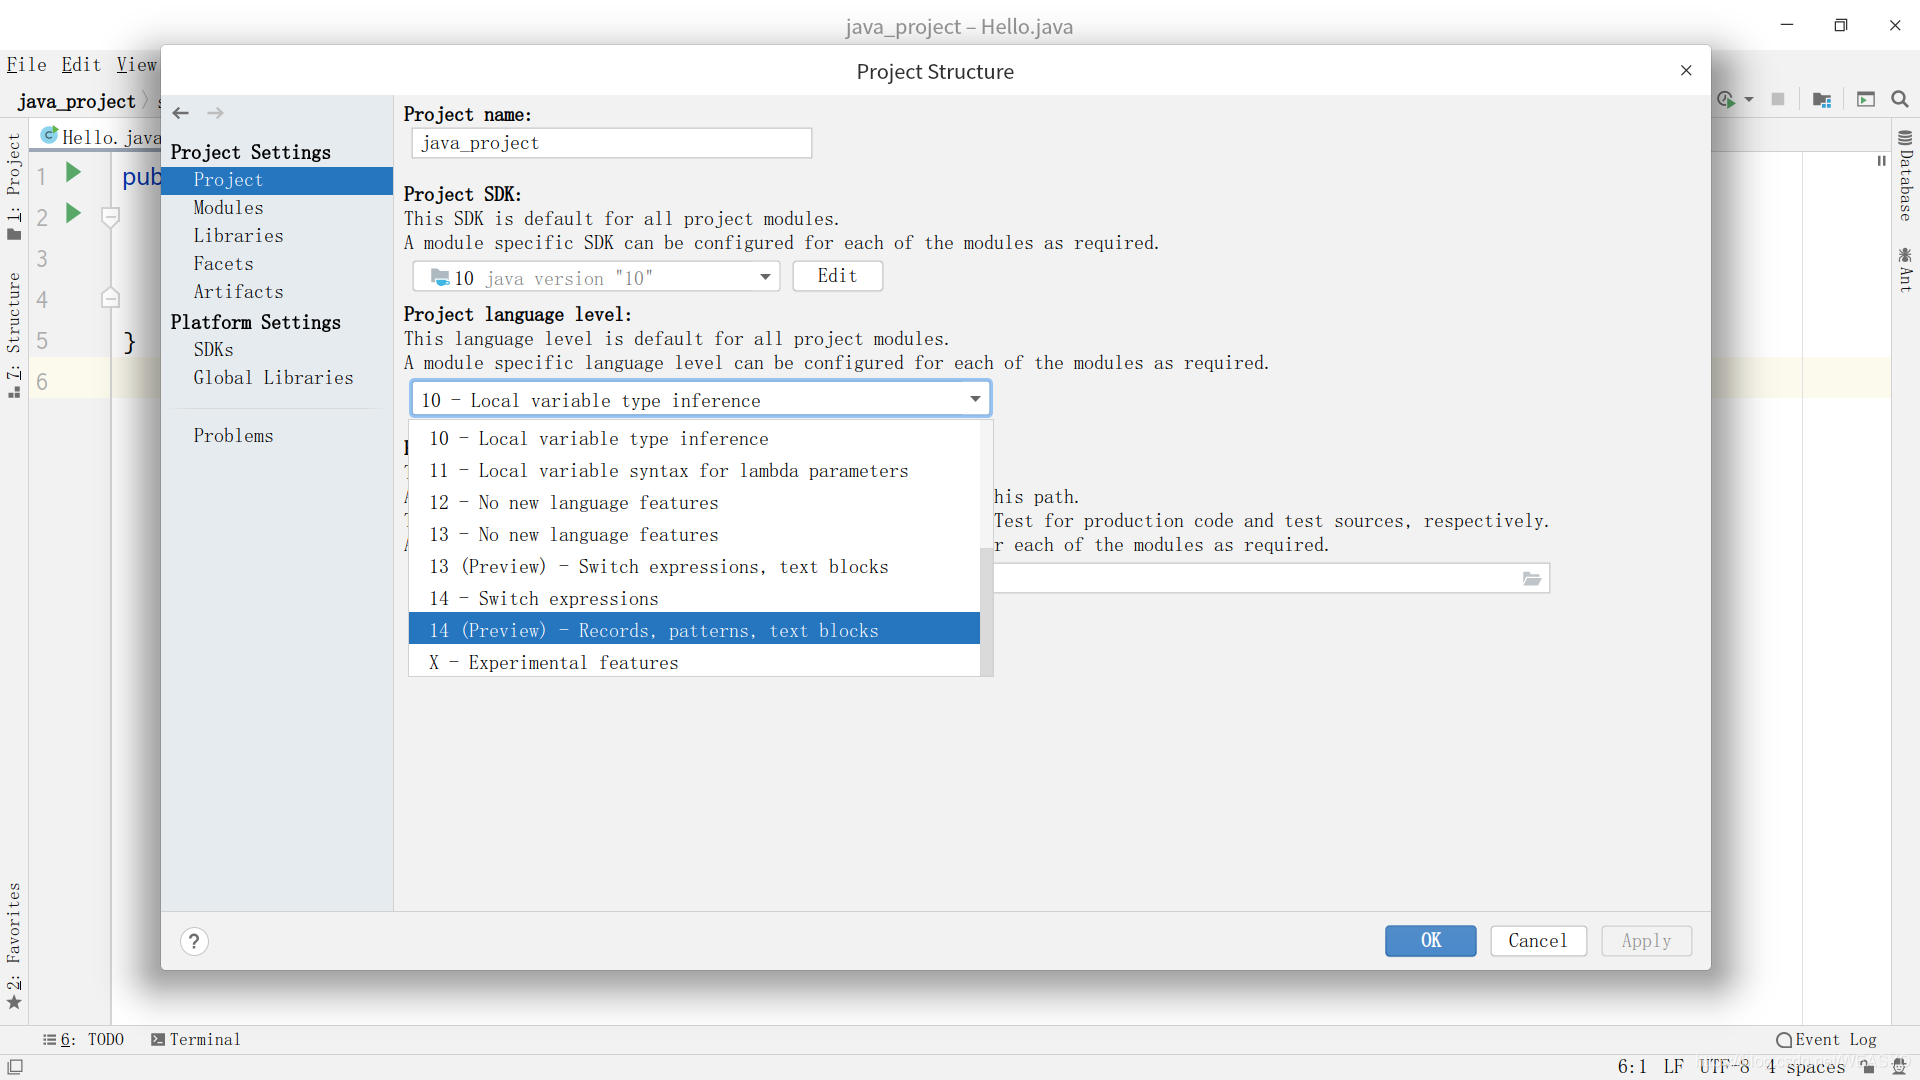 java_project – Hello.java
File Edit View
Project Structure
java_project
Hello.java
1: Project
7: Structure
2: Favorites
1
2
3
4
5
6
pub
}
Project Settings
Project
Modules
Libraries
Facets
Artifacts
Platform Settings
SDKs
Global Libraries
Problems
Project name:
java_project
Project SDK:
This SDK is default for all project modules.
A module specific SDK can be configured for each of the modules as required.
10 java version "10"
Edit
Project language level:
This language level is default for all project modules.
A module specific language level can be configured for each of the modules as required.
10 – Local variable type inference
10 – Local variable type inference
11 – Local variable syntax for lambda parameters
12 – No new language features
13 – No new language features
13 (Preview) – Switch expressions, text blocks
14 – Switch expressions
14 (Preview) – Records, patterns, text blocks
X – Experimental features
his path.
Test for production code and test sources, respectively.
r each of the modules as required.
?
OK
Cancel
Apply
Database
Ant
6: TODO
Terminal
Event Log
6:1 LF UTF-8 4 spaces